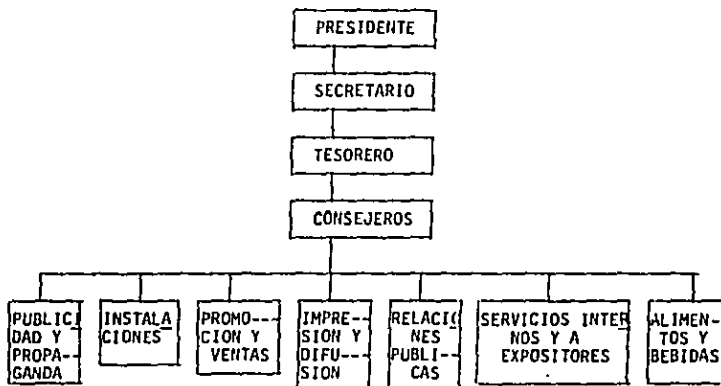 PRESIDENTE
SECRETARIO
TESORERO
CONSEJEROS
PUBLICI
DAD Y
PROPA--
GANDA
INSTALA
CIONES
PROMO---
CION Y
VENTAS
IMPRE--
SION Y
DIFU--
SION
RELACIO
NES
PUBLI--
CAS
SERVICIOS INTER
NOS Y A
EXPOSITORES
ALIMEN--
TOS Y
BEBIDAS